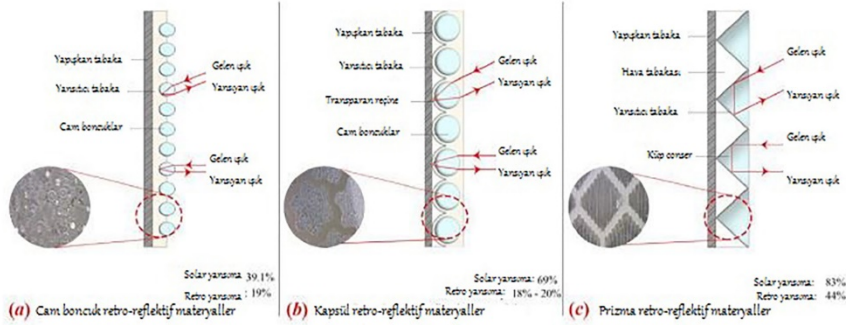 Yapışkan tabaka
Yansıtıcı tabaka
Cam boncuklar
Gelen ışık
Yansıyan ışık
Gelen ışık
Yansıyan ışık
Solar yansıma 39.1%
Retro yansıma : 19%
(a) Cam boncuk retro-reflektif materyaller
Yapışkan tabaka
Yansıtıcı tabaka
Transparan reçine
Cam boncuklar
Gelen ışık
Yansıyan ışık
Gelen ışık
Yansıyan ışık
Solar yansıma: 69%
Retro yansıma: 18% - 20%
(b) Kapsül retro-reflektif materyaller
Yapışkan tabaka
Hava tabakası
Yansıtıcı tabaka
Küp conser
Gelen ışık
Yansıyan ışık
Gelen ışık
Yansıyan ışık
Solar yansıma: 83%
Retro yansıma: 44%
(c) Prizma retro-reflektif materyaller